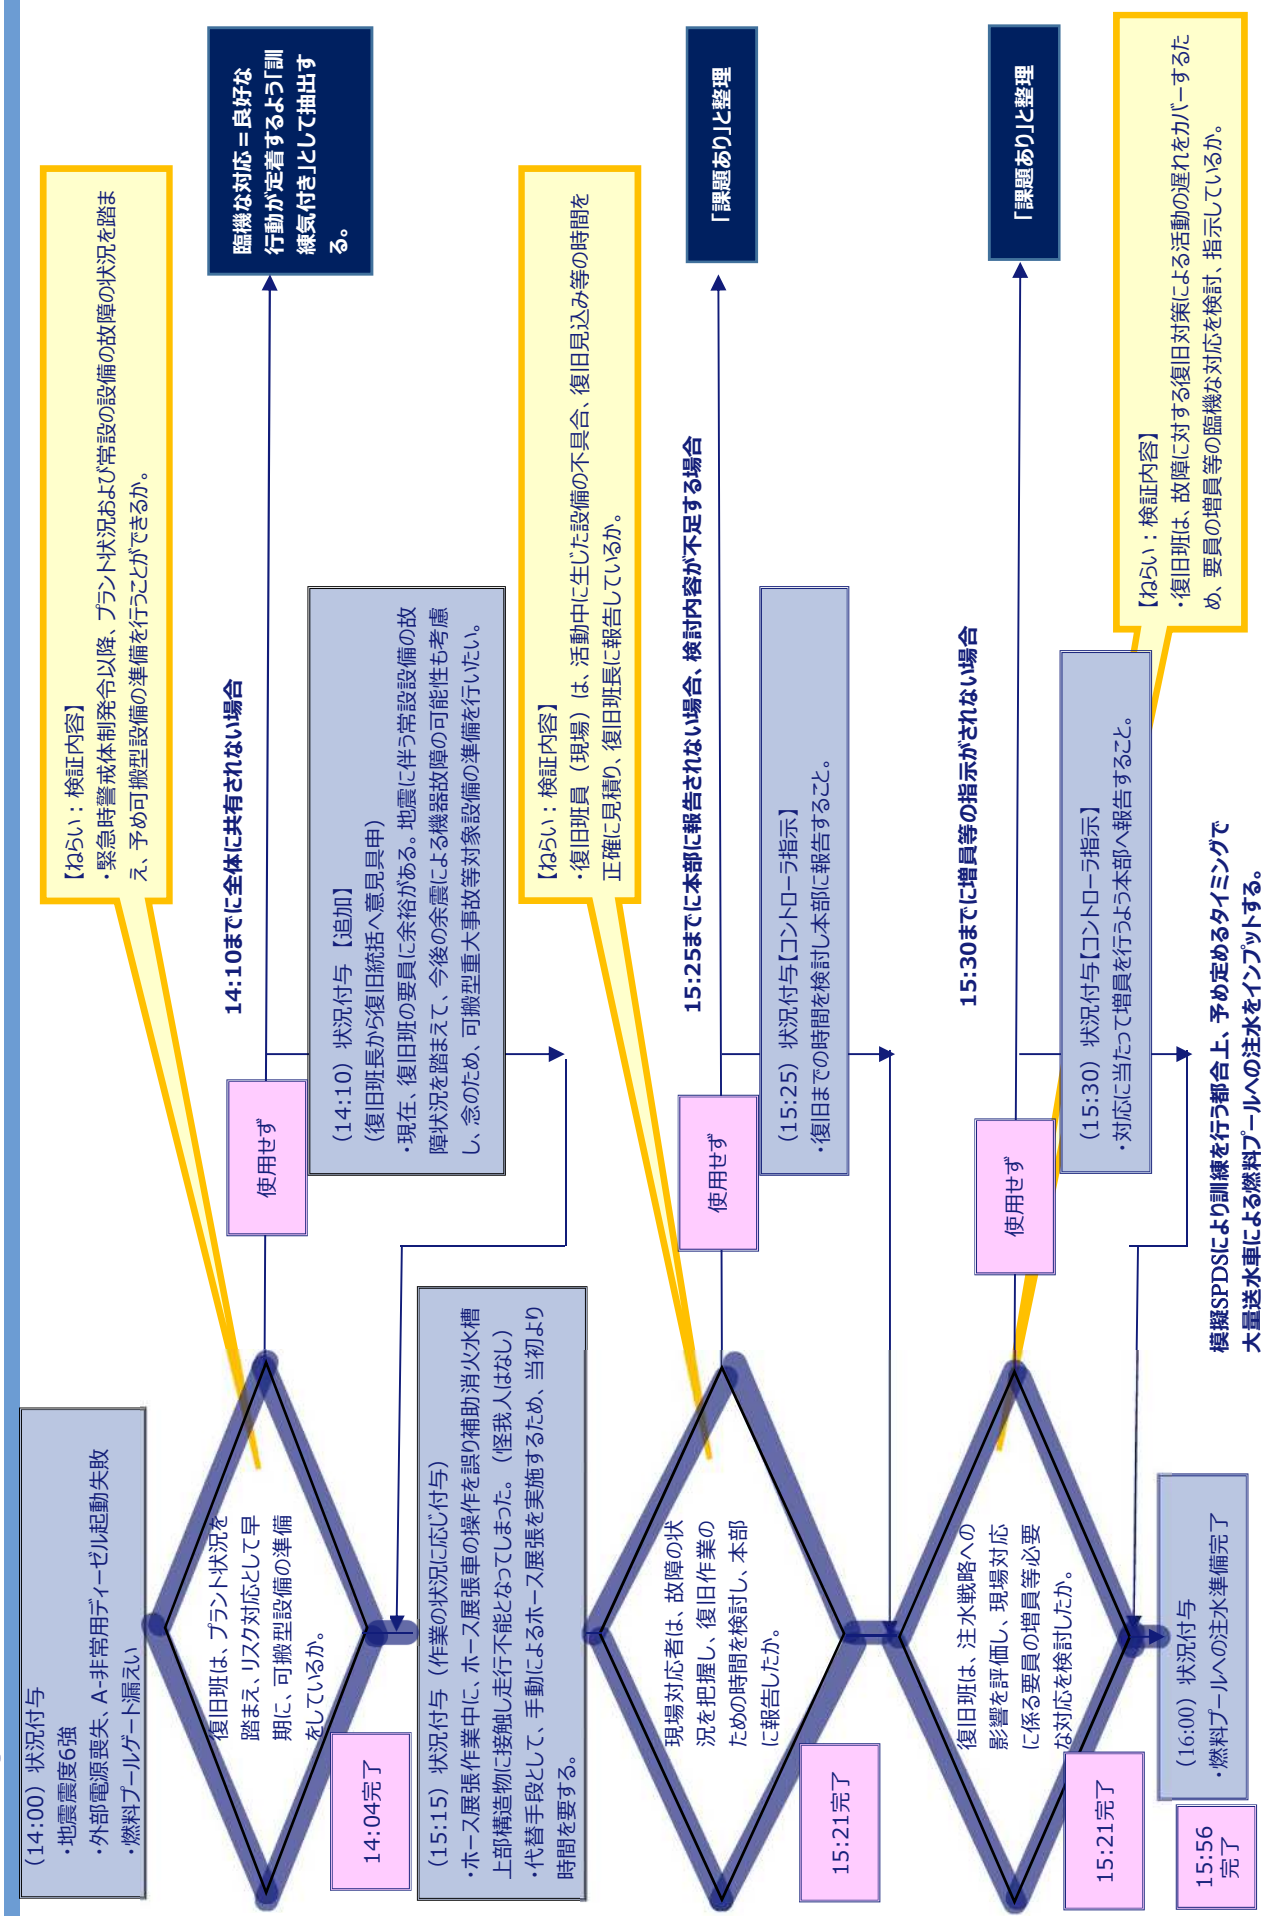 (14:00) 状況付与
・地震震度6強
・外部電源喪失、A-非常用ディーゼル起動失敗
・燃料プールゲート漏えい
【ねらい：検証内容】
・緊急時警戒体制発令以降、プラント状況および常設の設備の故障の状況を踏ま
え、予め可搬型設備の準備を行うことができるか。
復旧班は、プラント状況を
踏まえ、リスク対応として早
期に、可搬型設備の準備
をしているか。
14:04完了
使用せず
14:10までに全体に共有されない場合
臨機な対応＝良好な
行動が定着するよう「訓
練気付き」として抽出す
る。
(14:10) 状況付与 【追加】
(復旧班長から復旧統括へ意見具申)
・現在、復旧班の要員に余裕がある。地震に伴う常設設備の故
障状況を踏まえて、今後の余震による機器故障の可能性も考慮
し、念のため、可搬型重大事故等対象設備の準備を行いたい。
(15:15) 状況付与 (作業の状況に応じ付与)
・ホース展張作業中に、ホース展張車の操作を誤り補助消火水槽
上部構造物に接触し走行不能となってしまった。(怪我人はなし)
・代替手段として、手動によるホース展張を実施するため、当初より
時間を要する。
【ねらい：検証内容】
・復旧班員（現場）は、活動中に生じた設備の不具合、復旧見込み等の時間を
正確に見積り、復旧班長に報告しているか。
現場対応者は、故障の状
況を把握し、復旧作業の
ための時間を検討し、本部
に報告したか。
15:21完了
使用せず
15:25までに本部に報告されない場合、検討内容が不足する場合
「課題あり」と整理
(15:25) 状況付与【コントローラ指示】
・復旧までの時間を検討し本部に報告すること。
復旧班は、注水戦略への
影響を評価し、現場対応
に係る要員の増員等必要
な対応を検討したか。
15:21完了
使用せず
15:30までに増員等の指示がされない場合
「課題あり」と整理
(15:30) 状況付与【コントローラ指示】
・対応に当たって増員を行うよう本部へ報告すること。
【ねらい：検証内容】
・復旧班は、故障に対する復旧対策による活動の遅れをカバーするた
め、要員の増員等の臨機な対応を検討、指示しているか。
(16:00) 状況付与
・燃料プールへの注水準備完了
15:56
完了
模擬SPDSにより訓練を行う都合上、予め定めるタイミングで
大量送水車による燃料プールへの注水をインプットする。